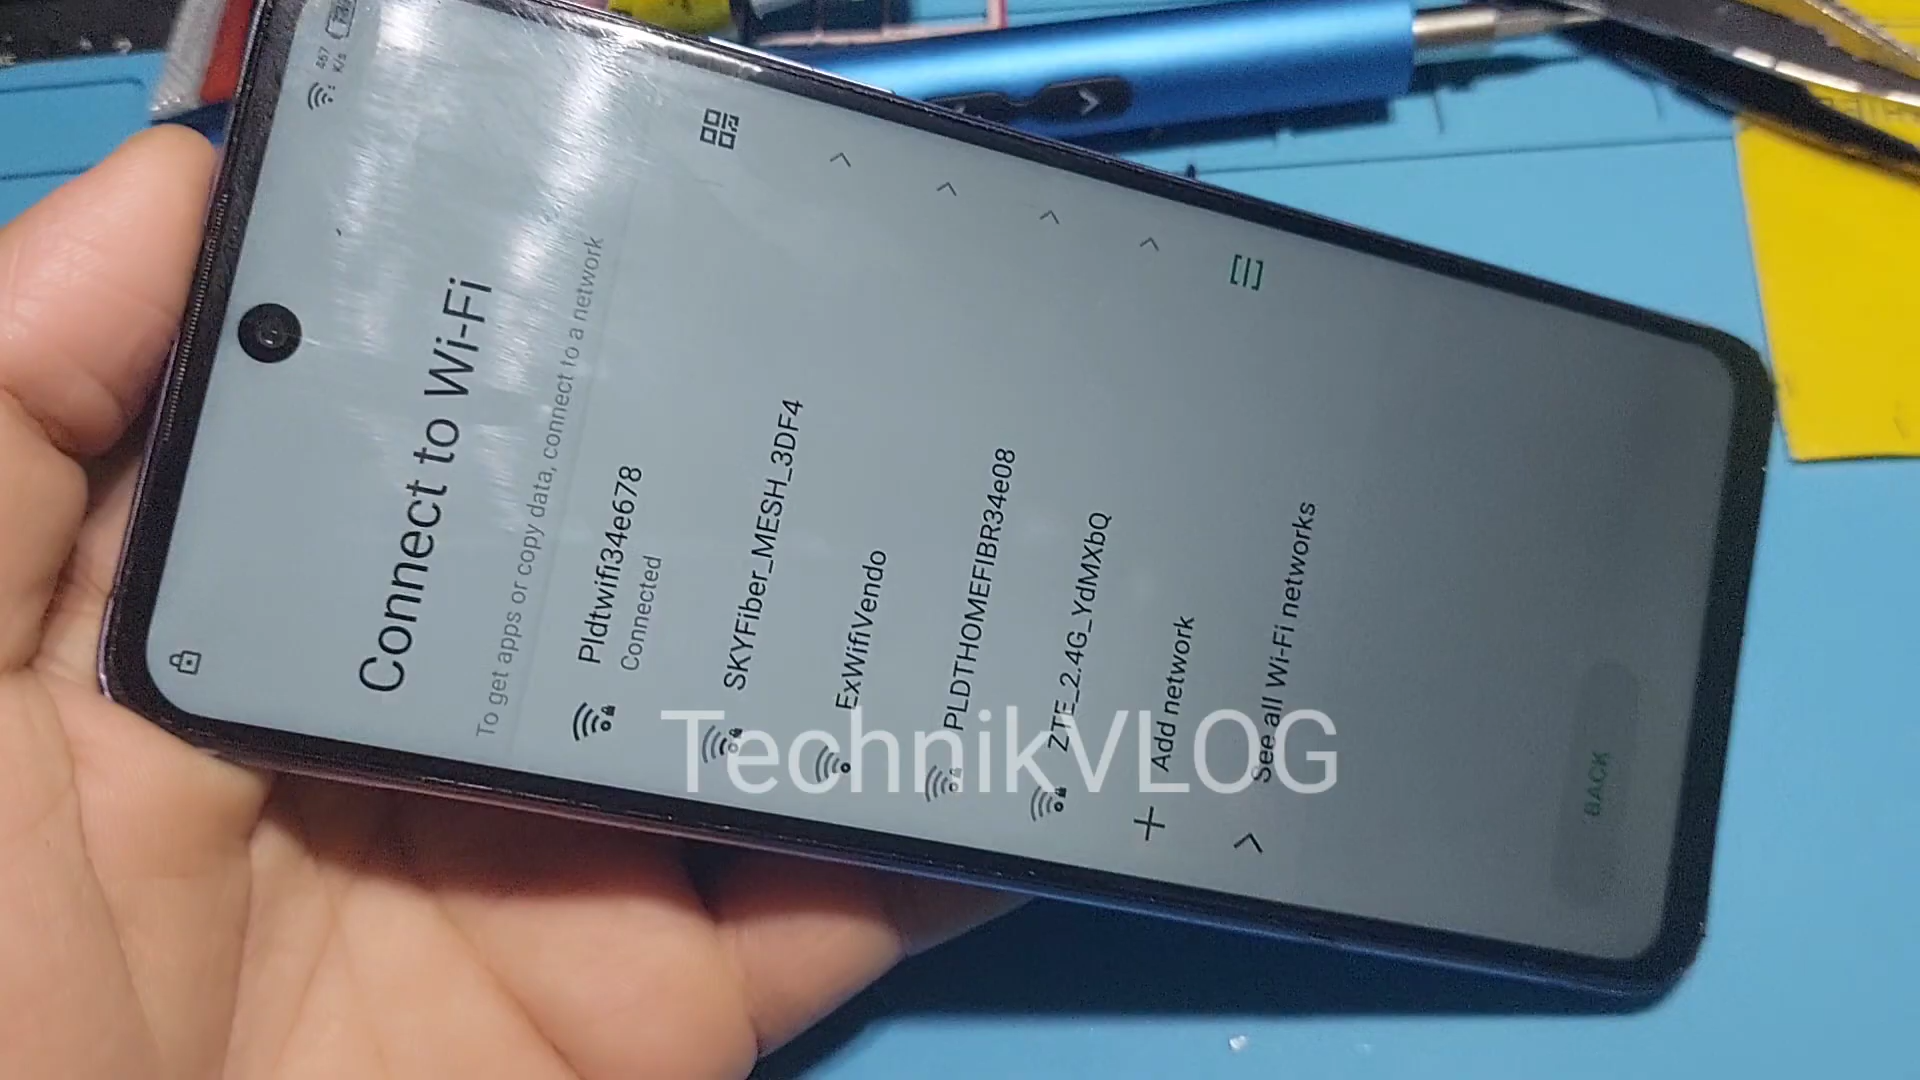 467
K/s
Connect to Wi-Fi
To get apps or copy data, connect to a network
Pldtwifi34e678
Connected
SKYFiber_MESH_3DF4
ExWifiVendo
PLDTHOMEFIBR34e08
ZTE_2.4G_YdMXbQ
Add network
See all Wi-Fi networks
BACK
TechnikVLOG